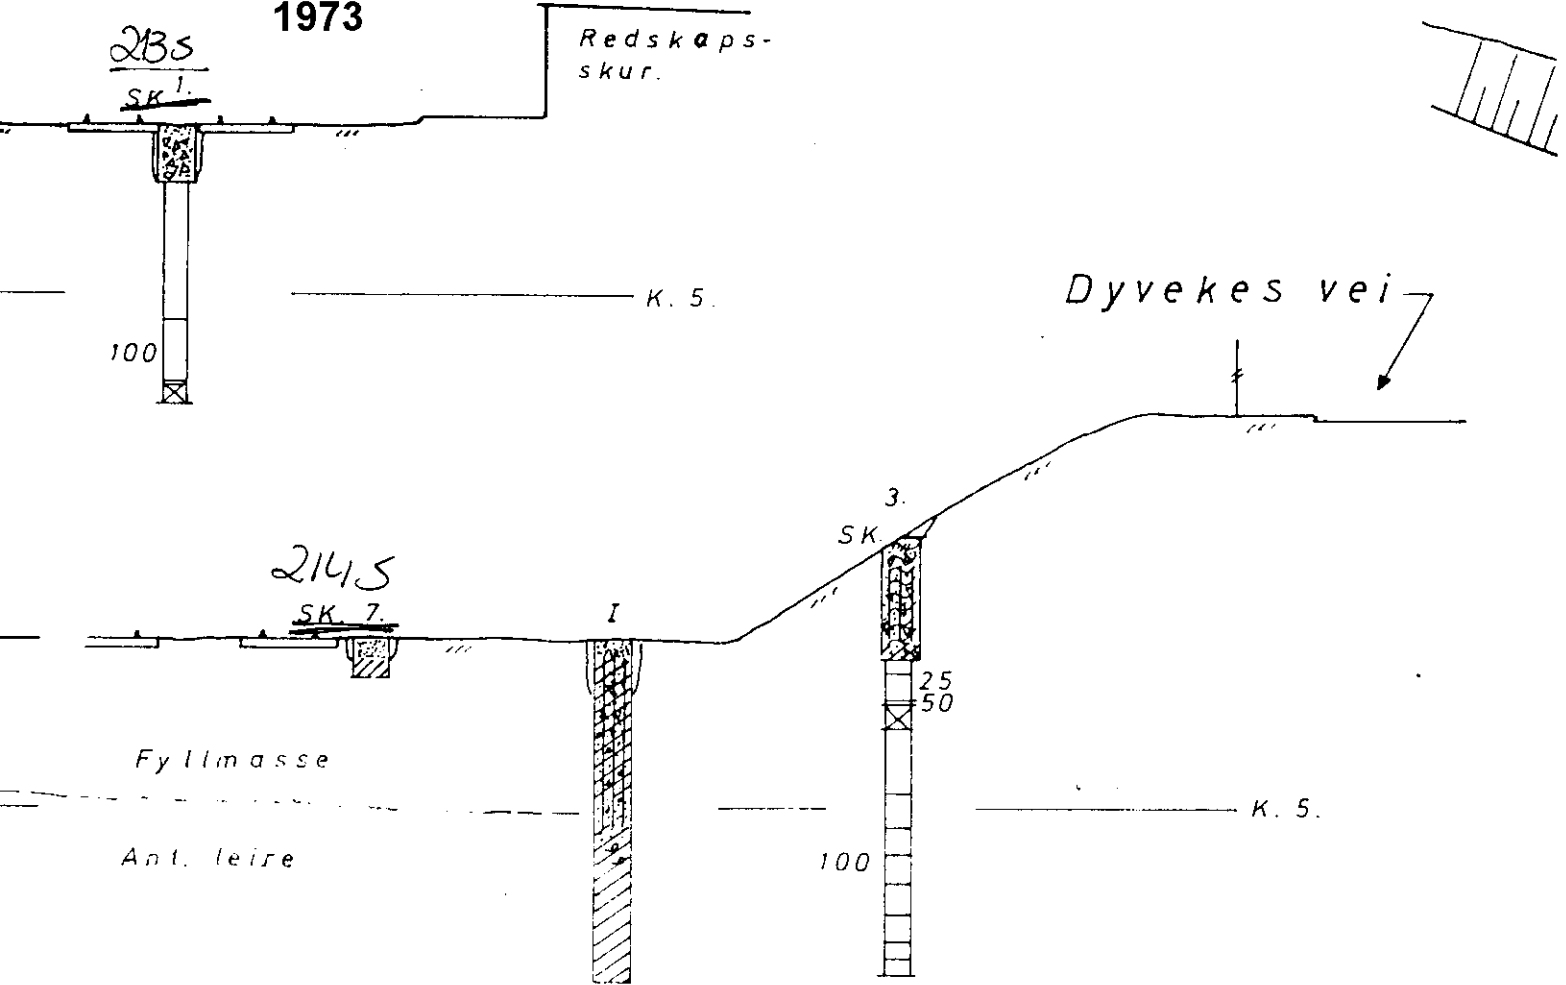 1973
213s
SK 1.
Redskaps-
skur.
K. 5.
100
Dyvekes vei
3.
SK.
214S
SK. 7.
I
25
50
Fyllmasse
K. 5.
Ant. leire
100